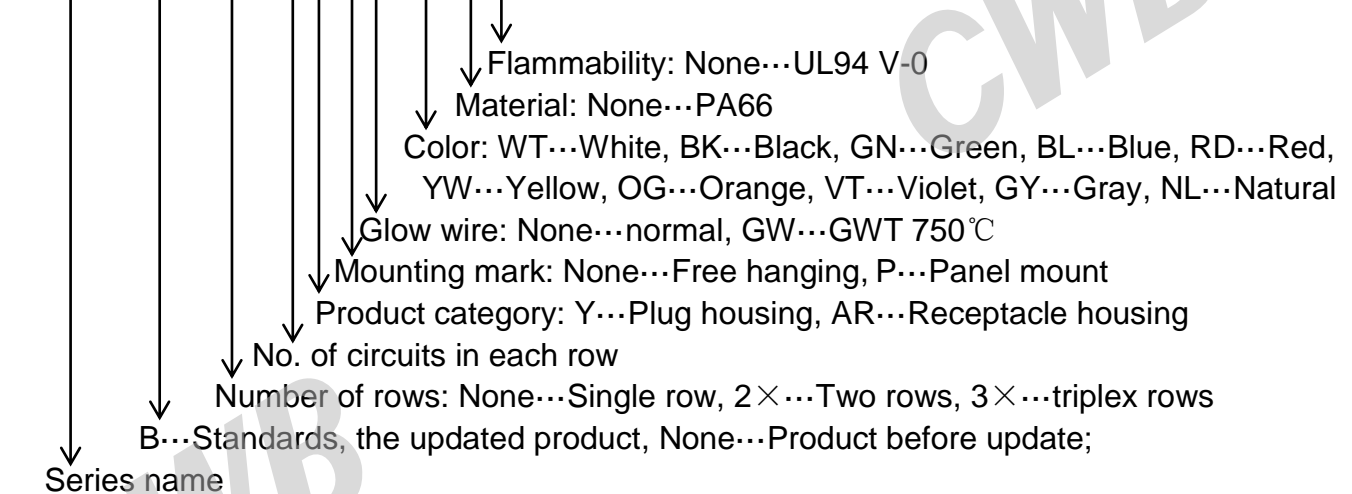 CWB
Flammability: None···UL94 V-0
Material: None···PA66
Color: WT···White, BK···Black, GN···Green, BL···Blue, RD···Red,
YW···Yellow, OG···Orange, VT···Violet, GY···Gray, NL···Natural
Glow wire: None···normal, GW···GWT 750℃
Mounting mark: None···Free hanging, P···Panel mount
Product category: Y···Plug housing, AR···Receptacle housing
No. of circuits in each row
Number of rows: None···Single row, 2×···Two rows, 3×···triplex rows
B···Standards, the updated product, None···Product before update;
Series name
WB